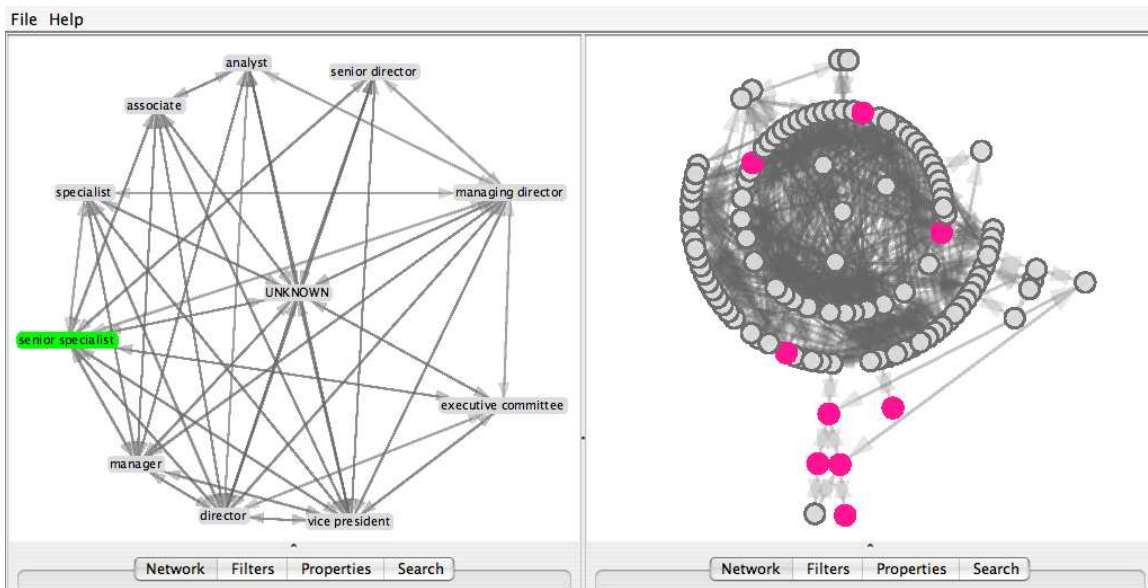 File Help
analyst
senior director
associate
specialist
managing director
UNKNOWN
senior specialist
executive committee
manager
director
vice president
Network Filters Properties Search
Network Filters Properties Search